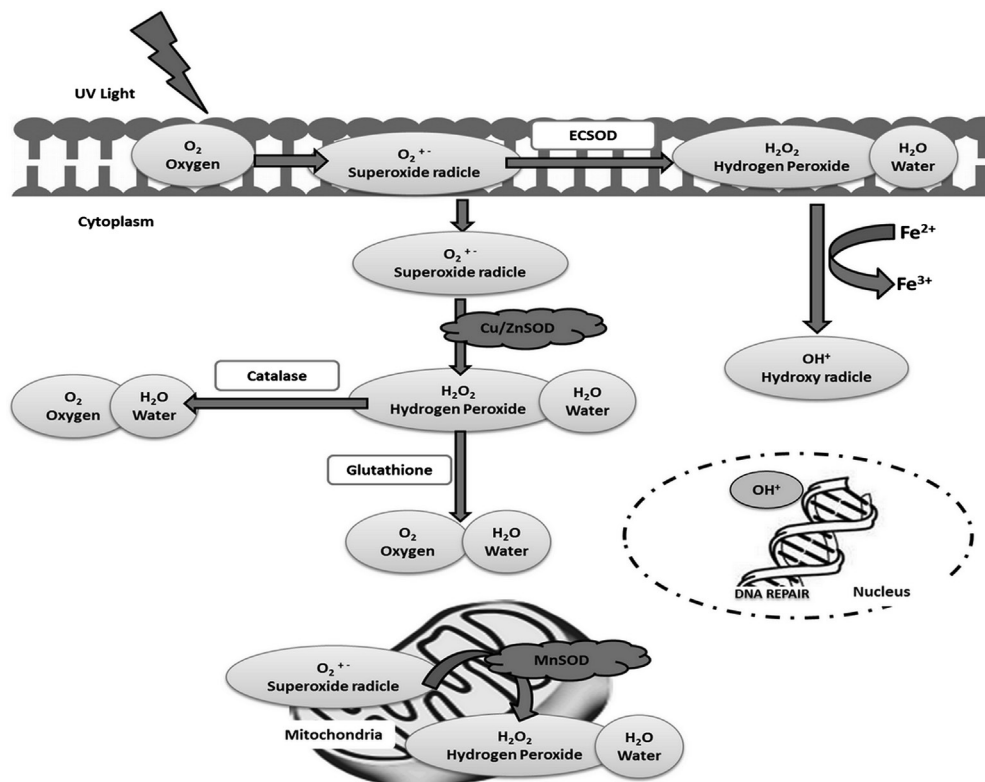 UV Light
O₂
Oxygen
O₂⁺⁻
Superoxide radicle
ECSOD
H₂O₂
Hydrogen Peroxide
H₂O
Water
Cytoplasm
O₂⁺⁻
Superoxide radicle
Fe²⁺
Fe³⁺
Cu/ZnSOD
OH⁺
Hydroxy radicle
O₂
Oxygen
H₂O
Water
Catalase
H₂O₂
Hydrogen Peroxide
H₂O
Water
Glutathione
O₂
Oxygen
H₂O
Water
OH⁺
DNA REPAIR
Nucleus
O₂⁺⁻
Superoxide radicle
MnSOD
Mitochondria
H₂O₂
Hydrogen Peroxide
H₂O
Water